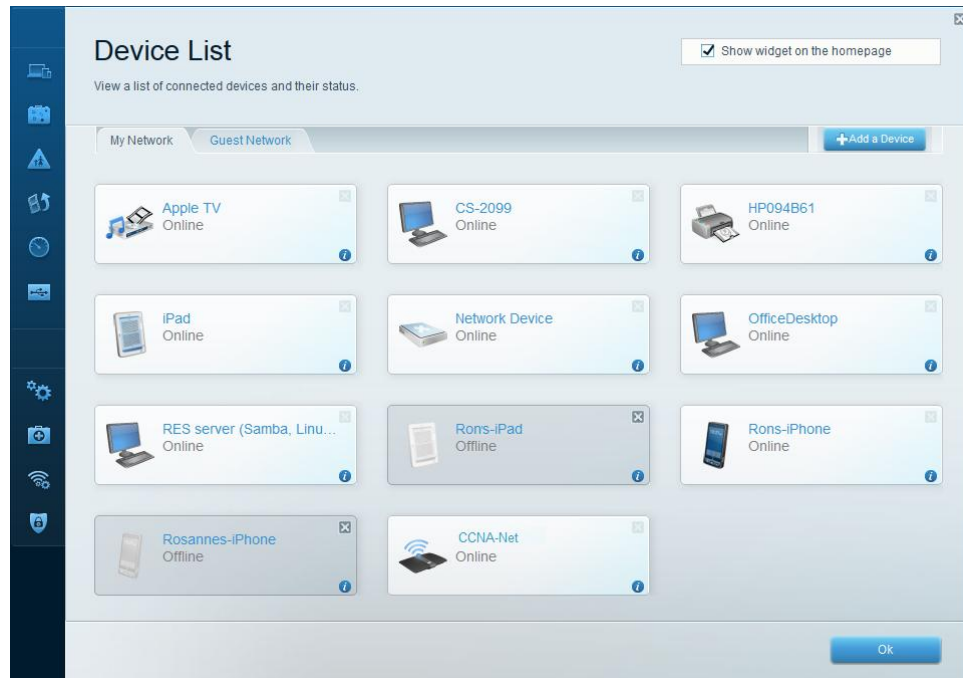 Device List
Show widget on the homepage
View a list of connected devices and their status.
My Network
Guest Network
+Add a Device
Apple TV
Online
CS-2099
Online
HP094B61
Online
iPad
Online
Network Device
Online
OfficeDesktop
Online
RES server (Samba, Linu...
Online
Rons-iPad
Offline
Rons-iPhone
Online
Rosannes-iPhone
Offline
CCNA-Net
Online
Ok